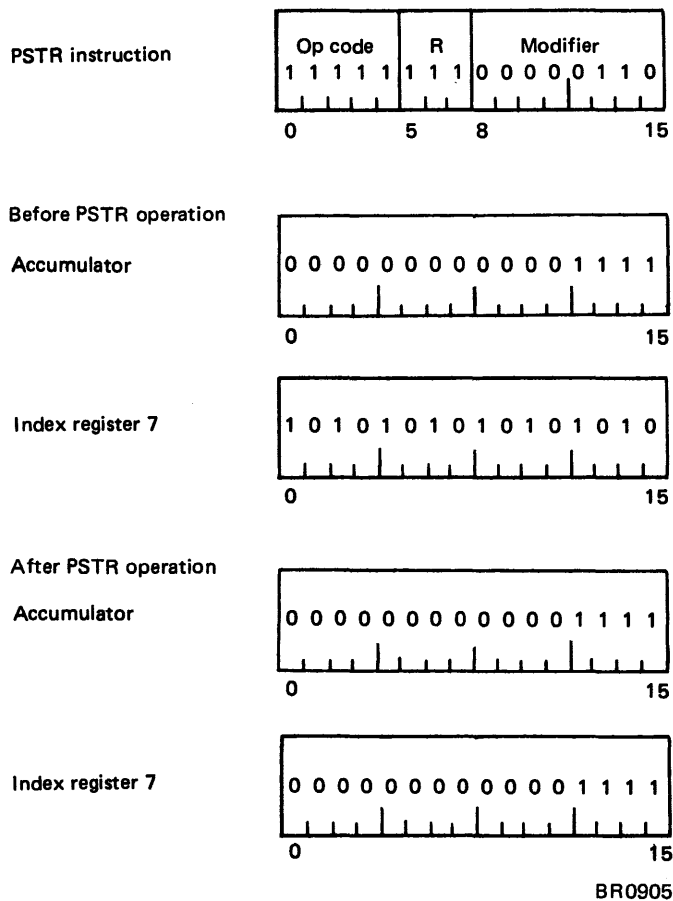 Op code R Modifier
PSTR instruction
1 1 1 1 1 1 1 1 0 0 0 0 0 1 1 0
0 5 8 15
Before PSTR operation
Accumulator 0 0 0 0 0 0 0 0 0 0 0 0 1 1 1 1
0 15
Index register 7 1 0 1 0 1 0 1 0 1 0 1 0 1 0 1 0
0 15
After PSTR operation
Accumulator 0 0 0 0 0 0 0 0 0 0 0 0 1 1 1 1
0 15
Index register 7 0 0 0 0 0 0 0 0 0 0 0 0 1 1 1 1
0 15
BR0905